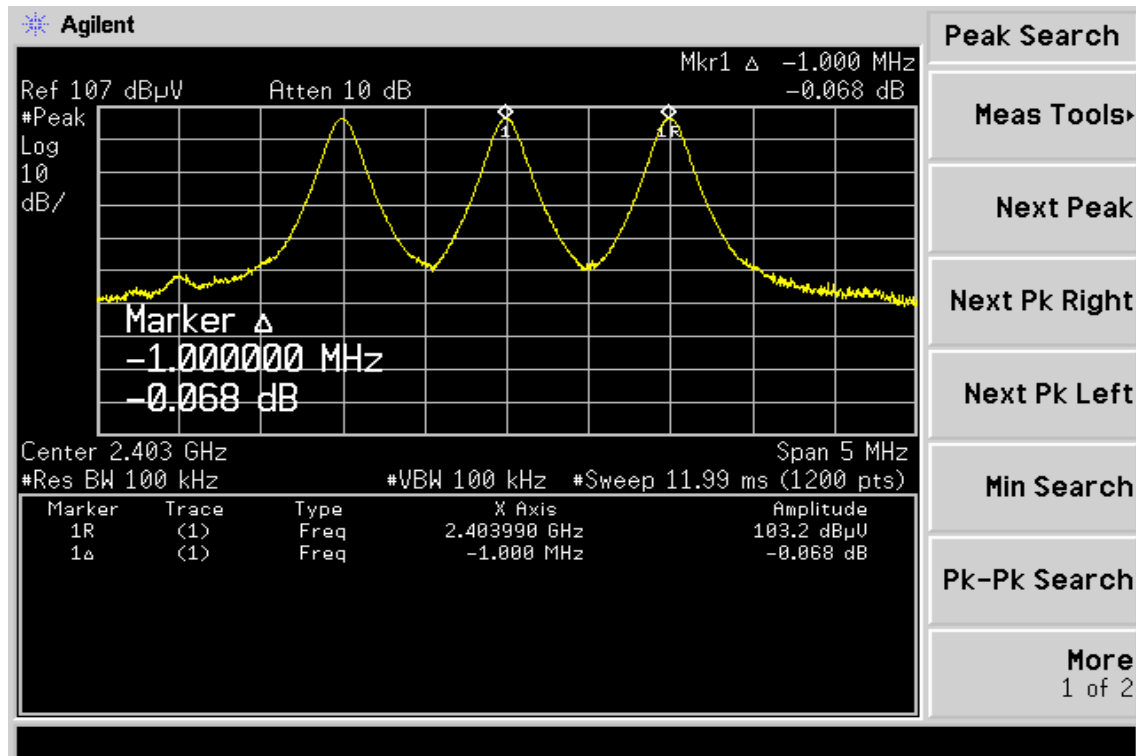 Agilent
Peak Search
Mkr1 Δ -1.000 MHz
Ref 107 dBµV Atten 10 dB -0.068 dB
#Peak
Log
10
dB/
1
1R
Marker Δ
-1.000000 MHz
-0.068 dB
Center 2.403 GHz Span 5 MHz
#Res BW 100 kHz #VBW 100 kHz #Sweep 11.99 ms (1200 pts)
Marker Trace Type X Axis Amplitude
1R (1) Freq 2.403990 GHz 103.2 dBµV
1Δ (1) Freq -1.000 MHz -0.068 dB
Meas Tools▸
Next Peak
Next Pk Right
Next Pk Left
Min Search
Pk-Pk Search
More
1 of 2